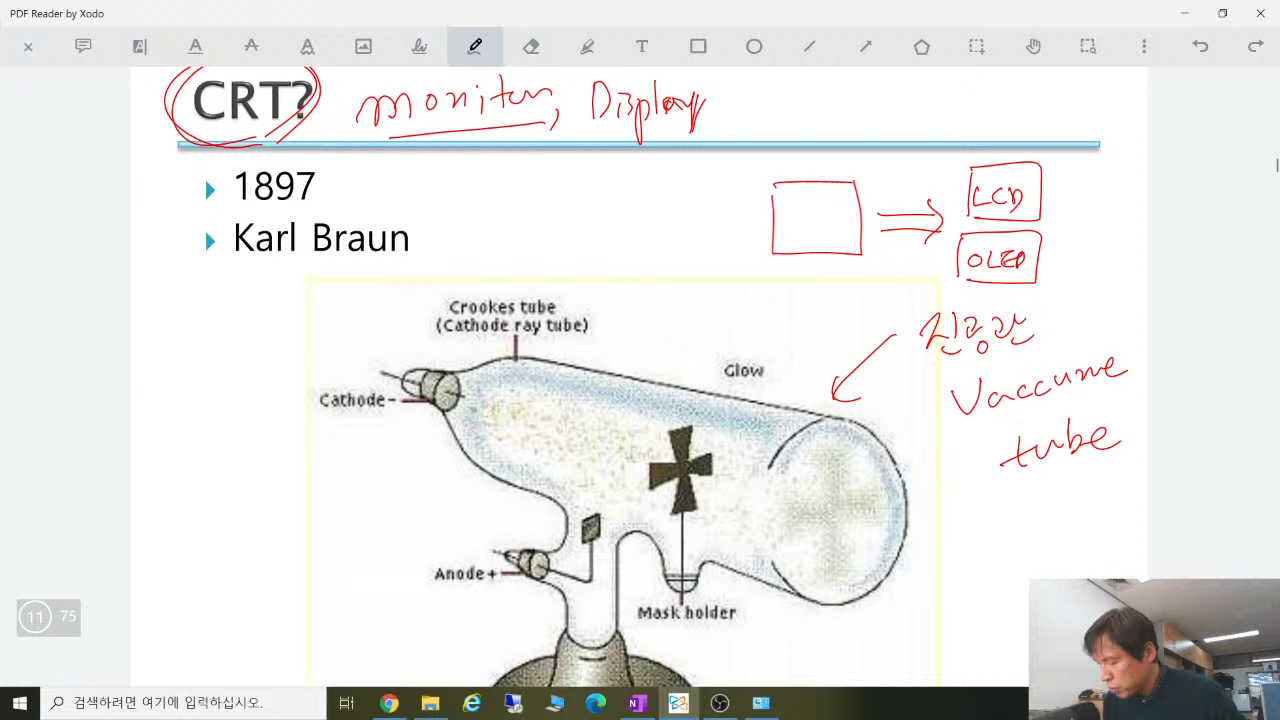 PDF Reader by Xodo
CRT? moniter, Display
1897
Karl Braun
LCD
OLED
Crookes tube
(Cathode ray tube)
Glow
Cathode-
진공관
Vaccume
tube
Anode+
Mask holder
11 75
검색하려면 여기에 입력하십시오.